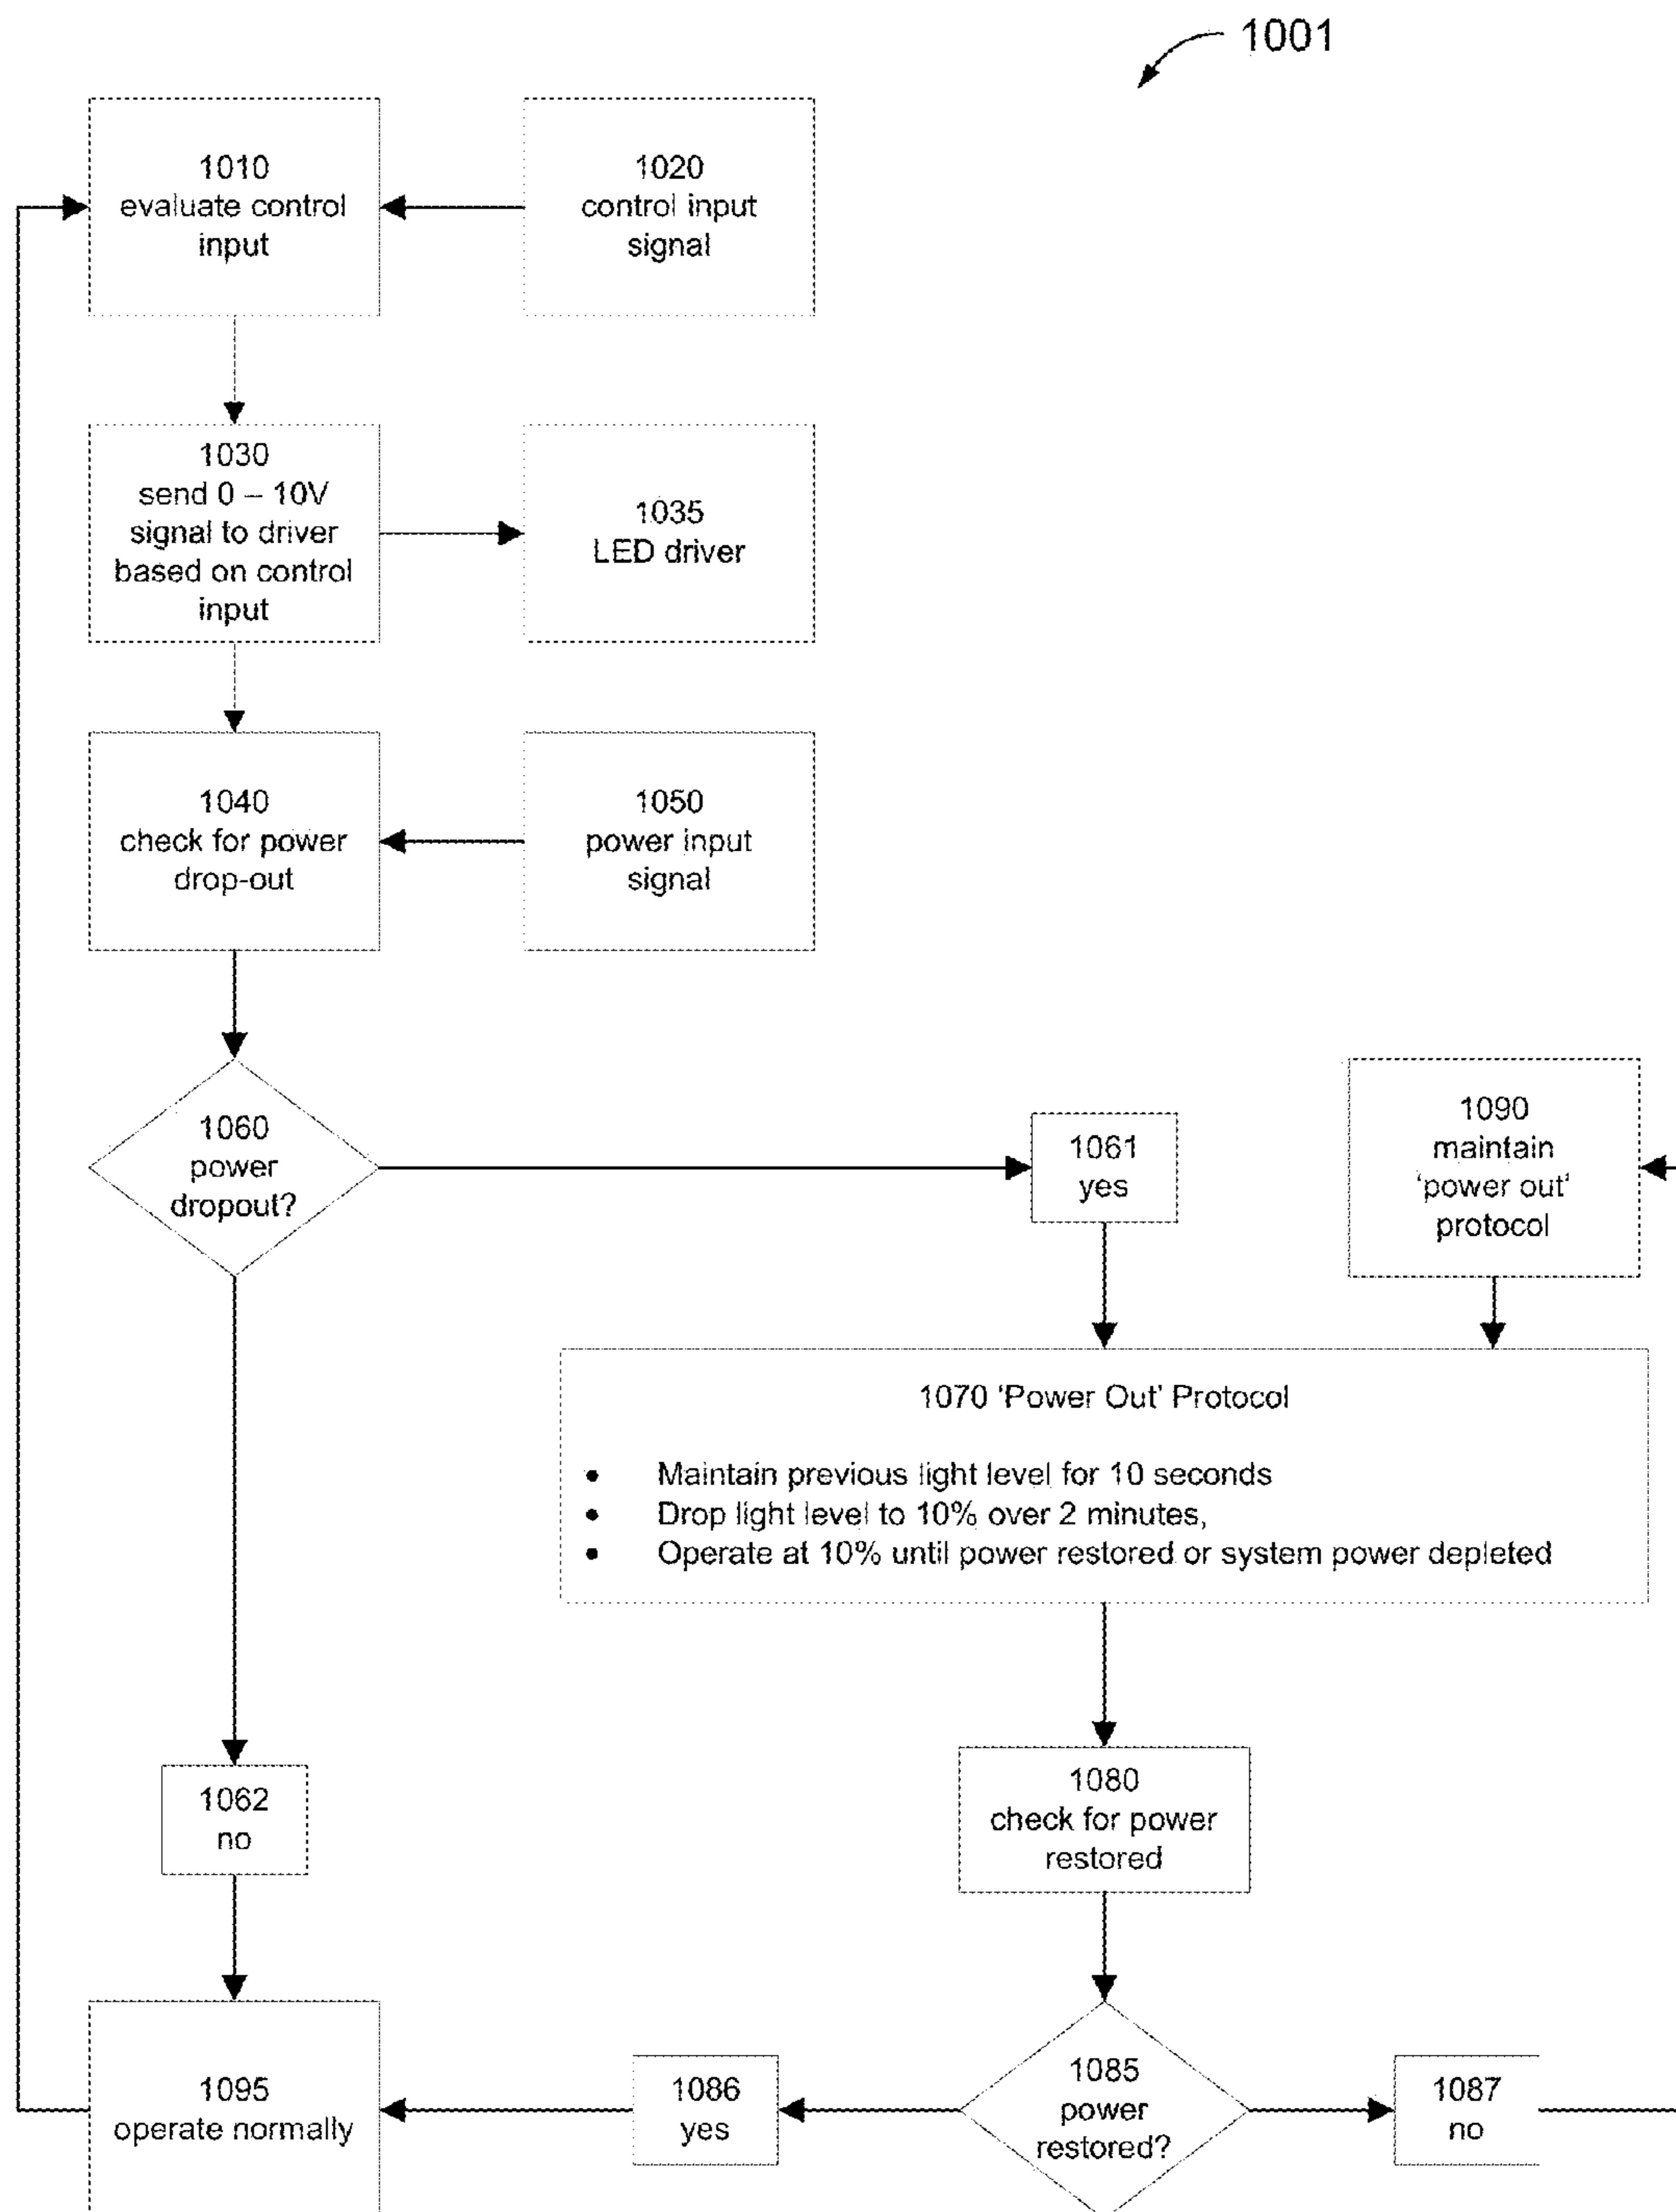 1001
1010
evaluate control
input
1020
control input
signal
1030
send 0 – 10V
signal to driver
based on control
input
1035
LED driver
1040
check for power
drop-out
1050
power input
signal
1060
power
dropout?
1061
yes
1090
maintain
‘power out’
protocol
1070 ‘Power Out’ Protocol
• Maintain previous light level for 10 seconds
• Drop light level to 10% over 2 minutes,
• Operate at 10% until power restored or system power depleted
1062
no
1080
check for power
restored
1095
operate normally
1086
yes
1085
power
restored?
1087
no